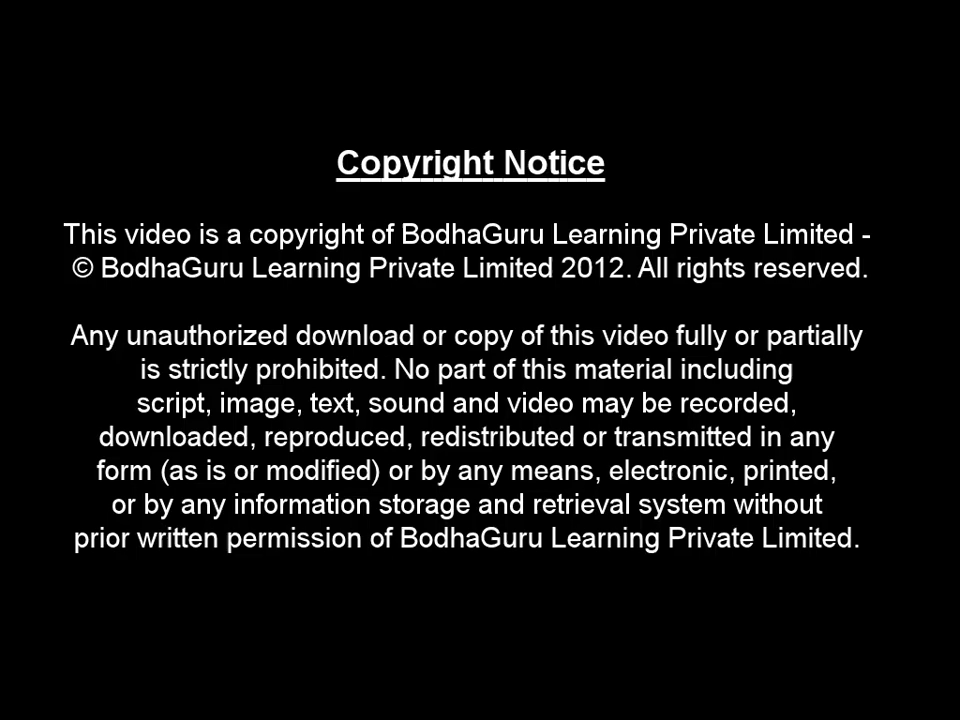 Copyright Notice
This video is a copyright of BodhaGuru Learning Private Limited -
© BodhaGuru Learning Private Limited 2012. All rights reserved.
Any unauthorized download or copy of this video fully or partially
is strictly prohibited. No part of this material including
script, image, text, sound and video may be recorded,
downloaded, reproduced, redistributed or transmitted in any
form (as is or modified) or by any means, electronic, printed,
or by any information storage and retrieval system without
prior written permission of BodhaGuru Learning Private Limited.